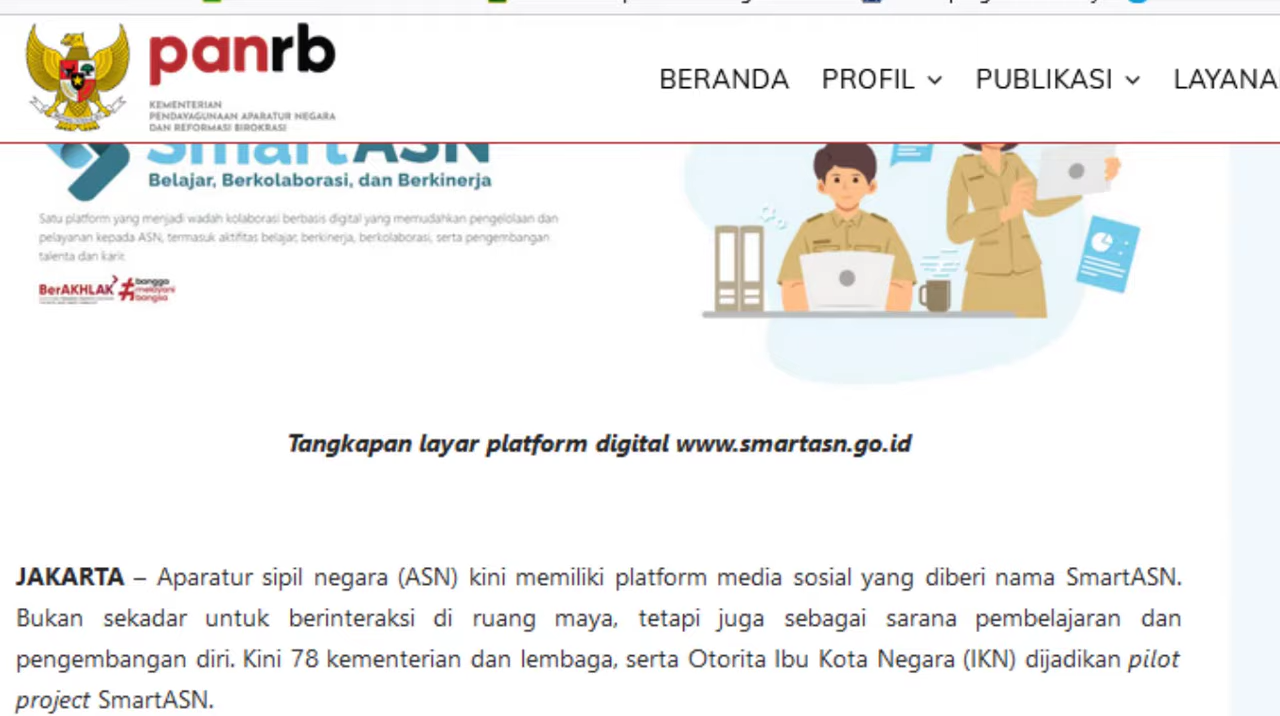 panrb
KEMENTERIAN
PENDAYAGUNAAN APARATUR NEGARA
DAN REFORMASI BIROKRASI
BERANDA PROFIL PUBLIKASI
SmartASN
Belajar, Berkolaborasi, dan Berkinerja
Satu platform yang menjadi wadah kolaborasi berbasis digital yang memudahkan pengelolaan dan
pelayanan kepada ASN, termasuk aktifitas belajar, berkinerja, berkolaborasi, serta pengembangan
talenta dan karir.
BerAKHLAK
#bangga
melayani
bangsa
Tangkapan layar platform digital www.smartasn.go.id
JAKARTA – Aparatur sipil negara (ASN) kini memiliki platform media sosial yang diberi nama SmartASN.
Bukan sekadar untuk berinteraksi di ruang maya, tetapi juga sebagai sarana pembelajaran dan
pengembangan diri. Kini 78 kementerian dan lembaga, serta Otorita Ibu Kota Negara (IKN) dijadikan pilot
project SmartASN.